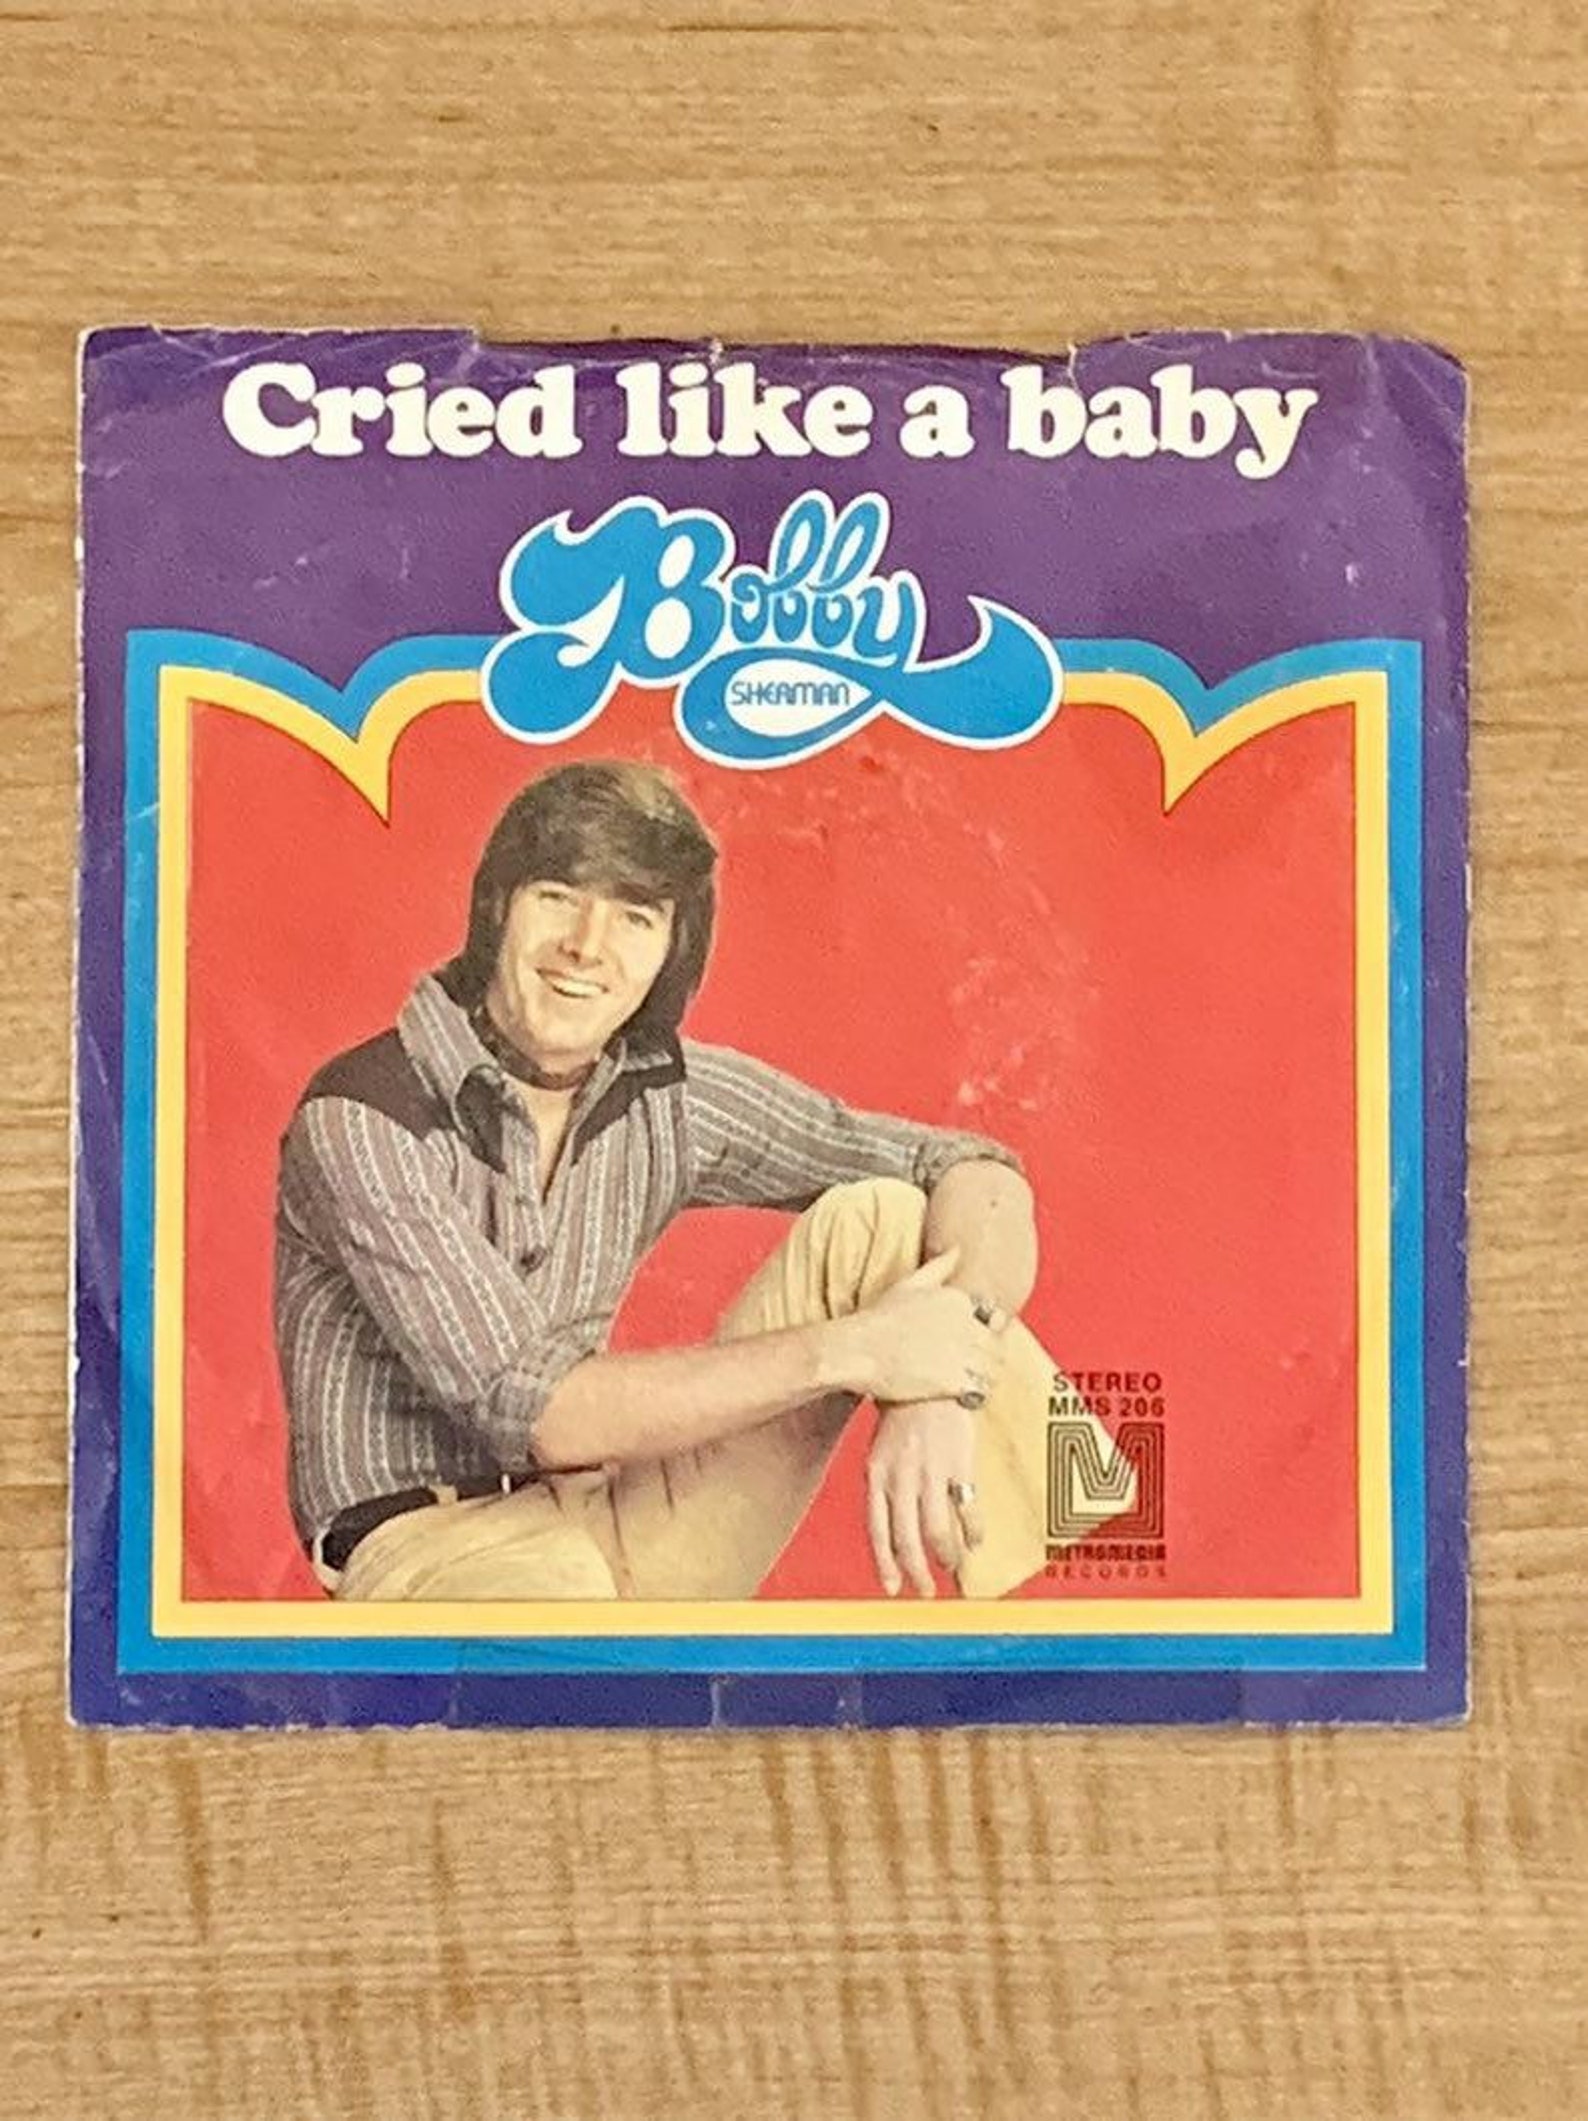 Cried like a baby
Bobby
SHERMAN
STEREO
MMS 206
METROMEDIA
RECORDS